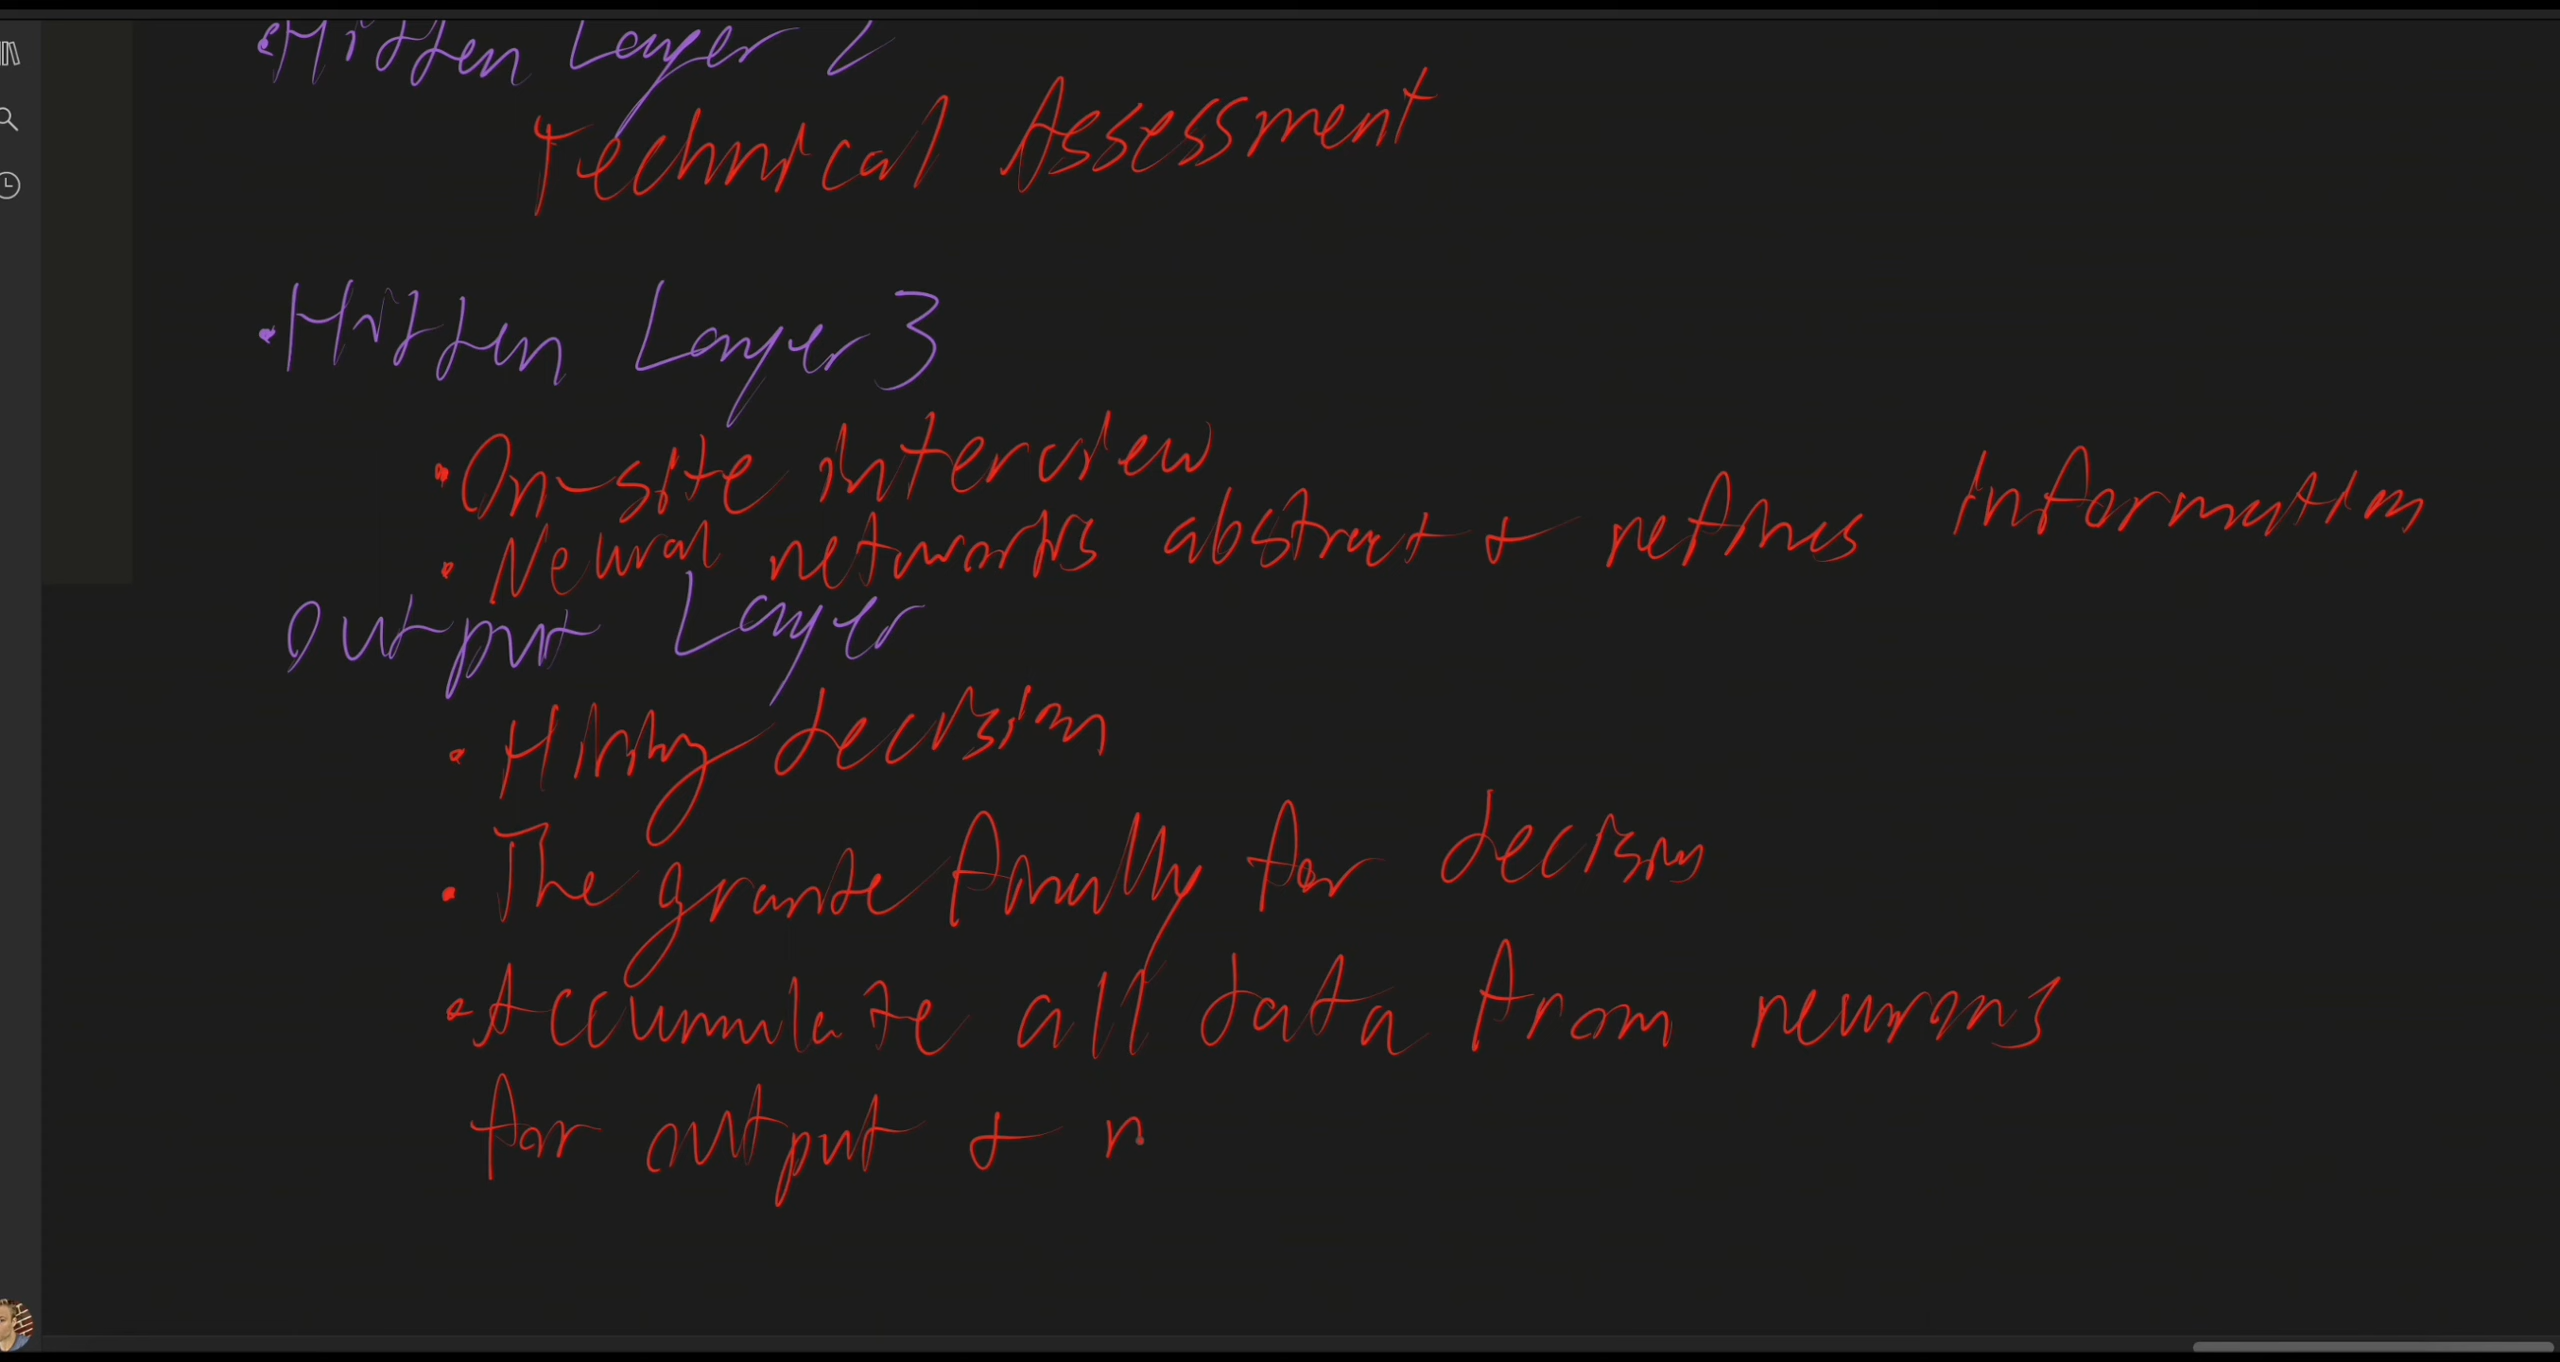 •Hidden Layer 2
Technical Assessment
•Hidden Layer 3
•On-site interview
•Neural networks abstract + refines information
Output Layer
•Hiring decision
•The grande finally for decision
•Accumulate all data from neurons
for output + r